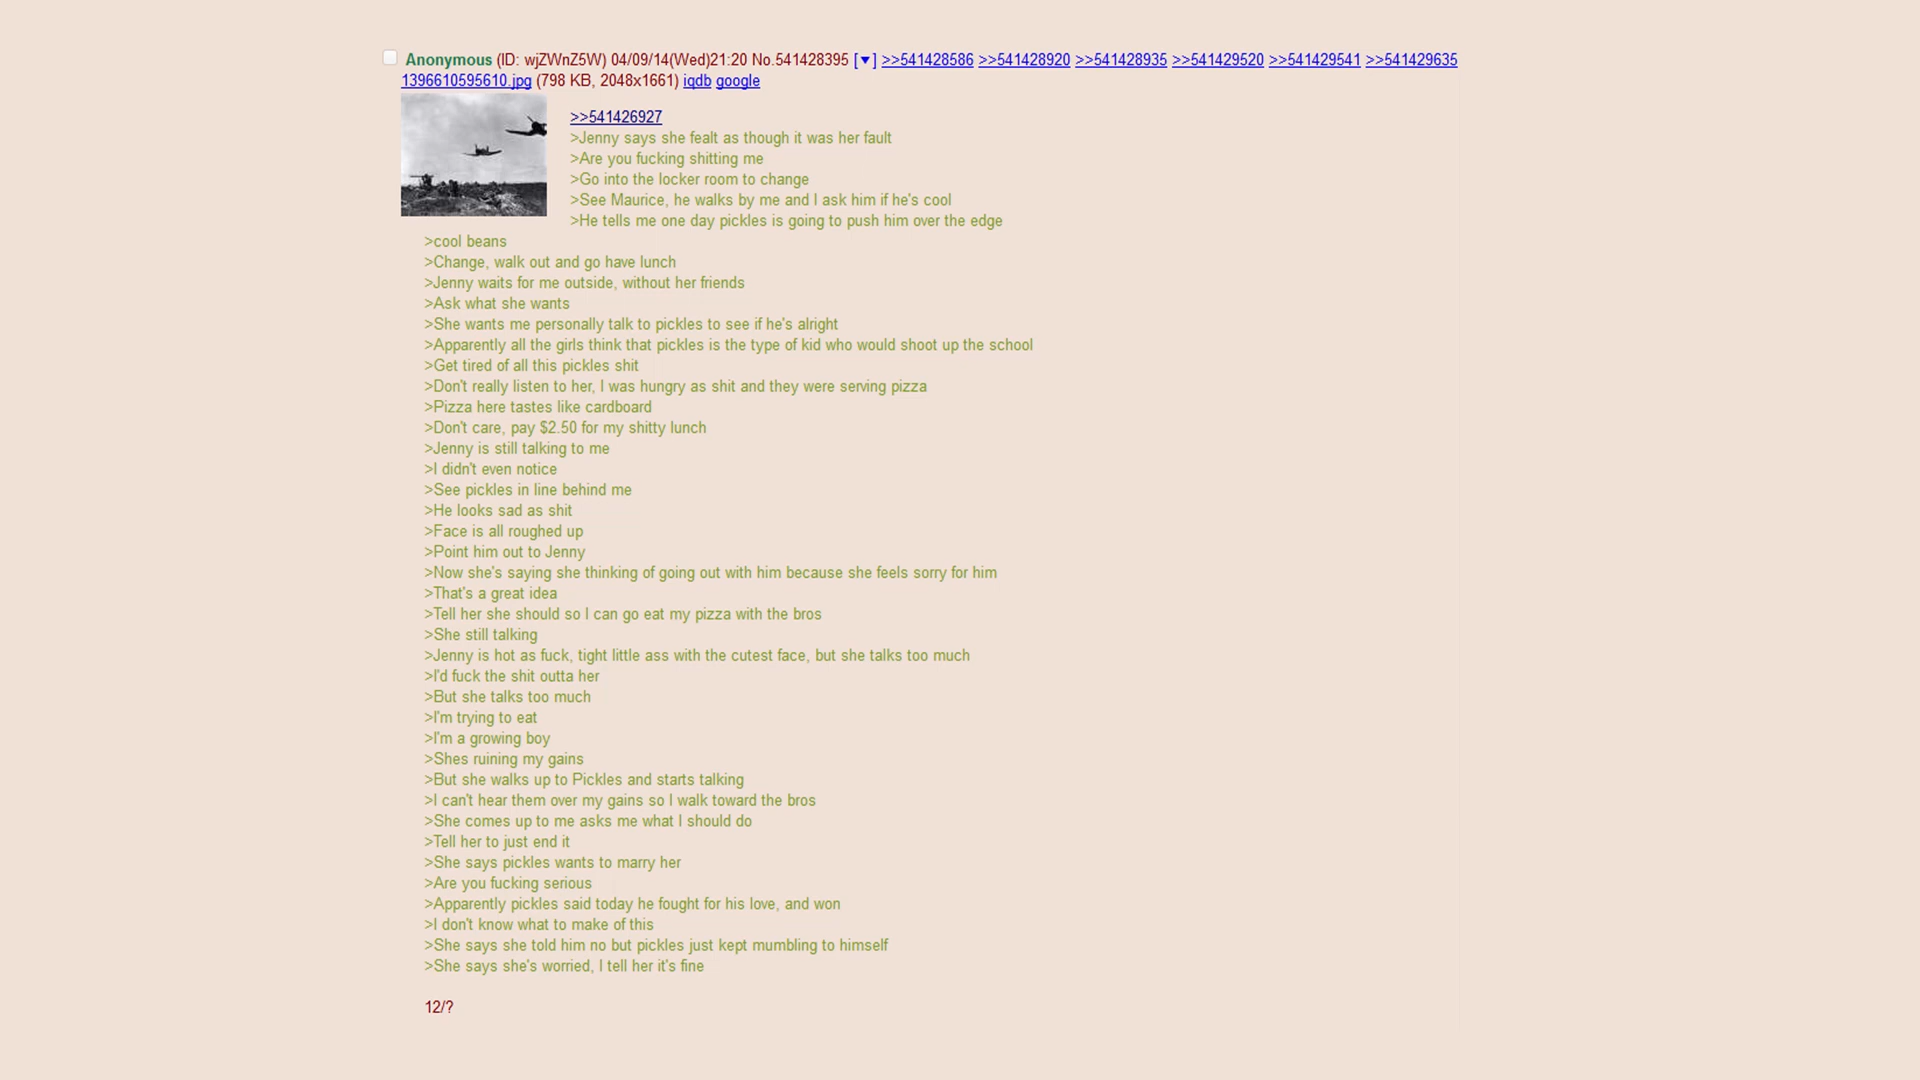 Anonymous (ID: wjZWnZ5W) 04/09/14(Wed)21:20 No.541428395 [▼] >>541428586 >>541428920 >>541428935 >>541429520 >>541429541 >>541429635
1396610595610.jpg (798 KB, 2048x1661) iqdb google
>>541426927
>Jenny says she fealt as though it was her fault
>Are you fucking shitting me
>Go into the locker room to change
>See Maurice, he walks by me and I ask him if he's cool
>He tells me one day pickles is going to push him over the edge
>cool beans
>Change, walk out and go have lunch
>Jenny waits for me outside, without her friends
>Ask what she wants
>She wants me personally talk to pickles to see if he's alright
>Apparently all the girls think that pickles is the type of kid who would shoot up the school
>Get tired of all this pickles shit
>Don't really listen to her, I was hungry as shit and they were serving pizza
>Pizza here tastes like cardboard
>Don't care, pay $2.50 for my shitty lunch
>Jenny is still talking to me
>I didn't even notice
>See pickles in line behind me
>He looks sad as shit
>Face is all roughed up
>Point him out to Jenny
>Now she's saying she thinking of going out with him because she feels sorry for him
>That's a great idea
>Tell her she should so I can go eat my pizza with the bros
>She still talking
>Jenny is hot as fuck, tight little ass with the cutest face, but she talks too much
>I'd fuck the shit outta her
>But she talks too much
>I'm trying to eat
>I'm a growing boy
>Shes ruining my gains
>But she walks up to Pickles and starts talking
>I can't hear them over my gains so I walk toward the bros
>She comes up to me asks me what I should do
>Tell her to just end it
>She says pickles wants to marry her
>Are you fucking serious
>Apparently pickles said today he fought for his love, and won
>I don't know what to make of this
>She says she told him no but pickles just kept mumbling to himself
>She says she's worried, I tell her it's fine
12/?